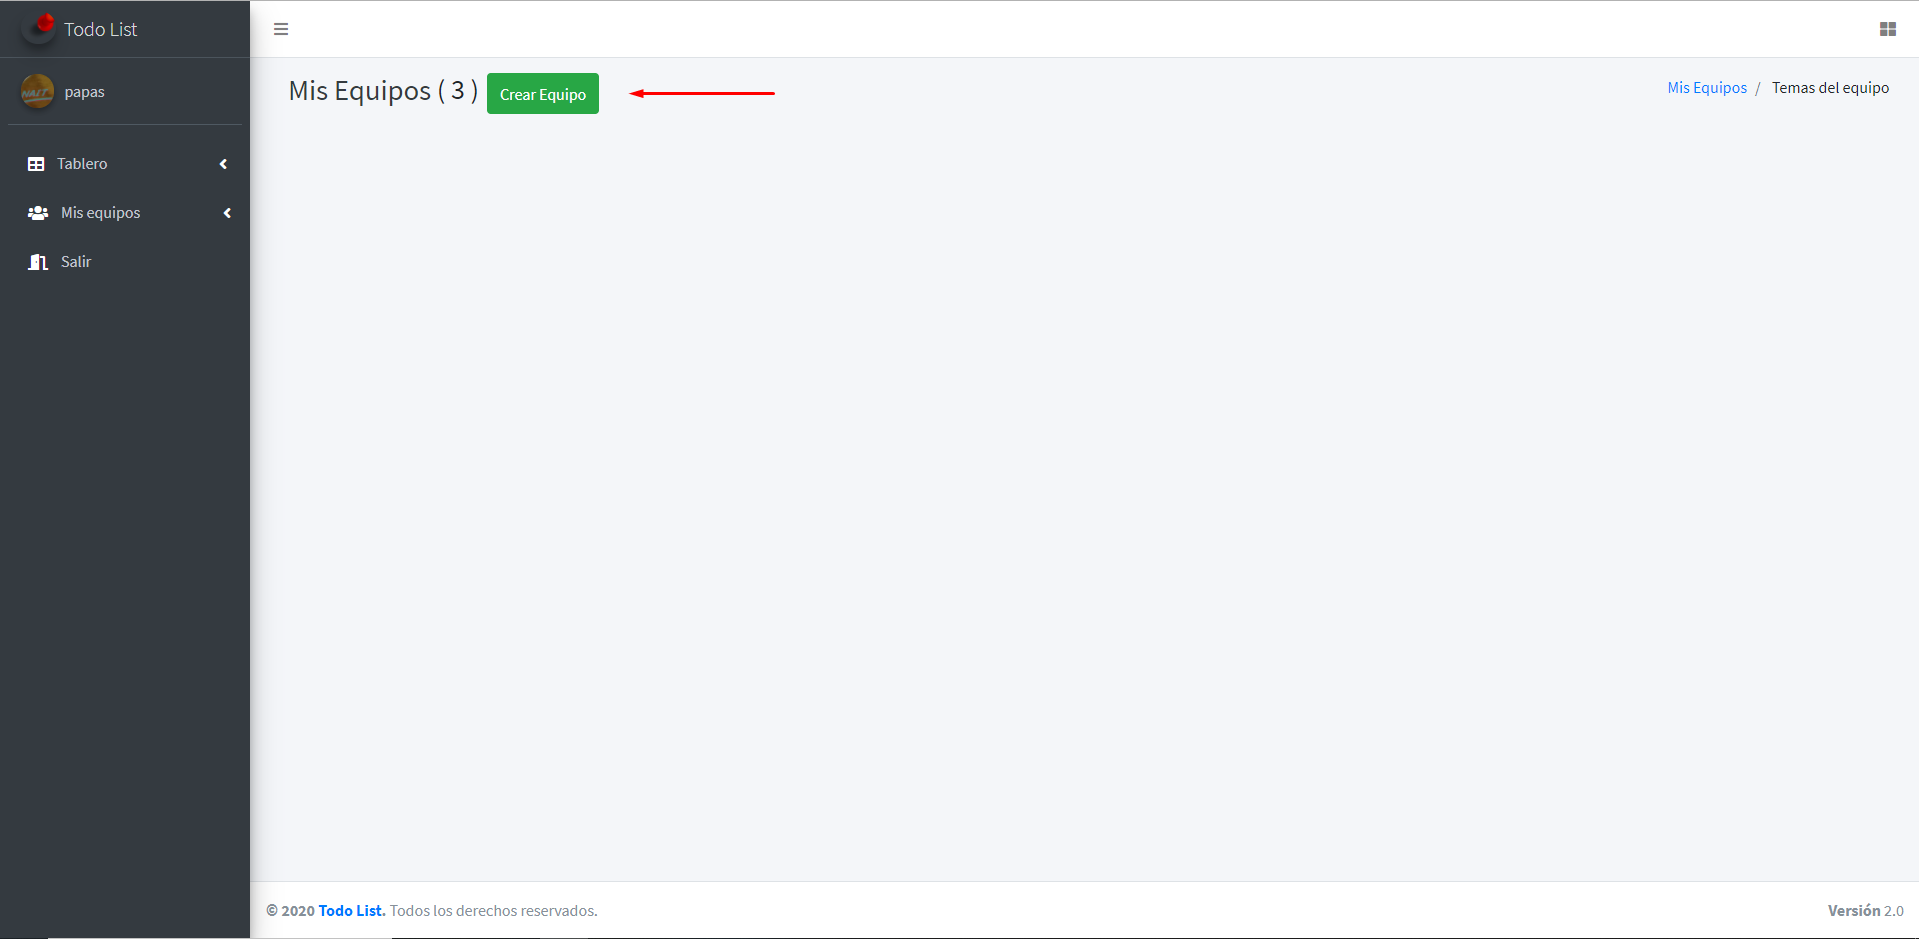 Todo List
papas
Tablero
Mis equipos
Salir
Mis Equipos ( 3 ) Crear Equipo
Mis Equipos / Temas del equipo
© 2020 Todo List. Todos los derechos reservados.
Versión 2.0